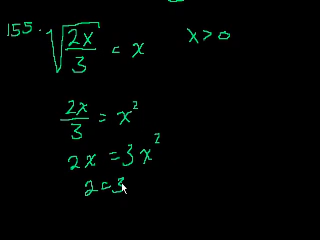 155. √(2x/3) = x  x > 0
2x/3 = x²
2x = 3x²
2 = 3